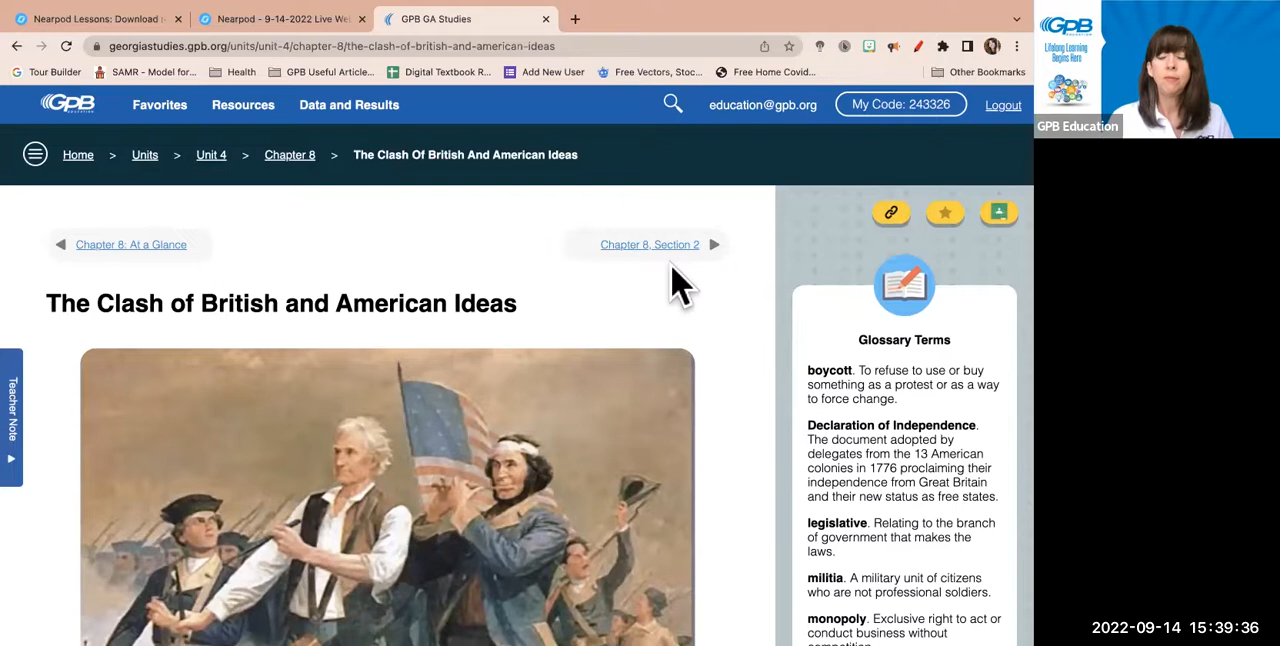 Nearpod Lessons: Download
Nearpod - 9-14-2022 Live We
GPB GA Studies
georgiastudies.gpb.org/units/unit-4/chapter-8/the-clash-of-british-and-american-ideas
Tour Builder
SAMR - Model for...
Health
GPB Useful Article...
Digital Textbook R...
Add New User
Free Vectors, Stoc...
Free Home Covid...
Other Bookmarks
GPB
EDUCATION
Favorites
Resources
Data and Results
education@gpb.org
My Code: 243326
Logout
Home > Units > Unit 4 > Chapter 8 > The Clash Of British And American Ideas
Chapter 8: At a Glance
Chapter 8, Section 2
The Clash of British and American Ideas
Teacher Note
Glossary Terms
boycott. To refuse to use or buy
something as a protest or as a way
to force change.
Declaration of Independence.
The document adopted by
delegates from the 13 American
colonies in 1776 proclaiming their
independence from Great Britain
and their new status as free states.
legislative. Relating to the branch
of government that makes the
laws.
militia. A military unit of citizens
who are not professional soldiers.
monopoly. Exclusive right to act or
conduct business without
competition.
GPB
EDUCATION
Lifelong Learning
Begins Here
GPB Education
2022-09-14 15:39:36